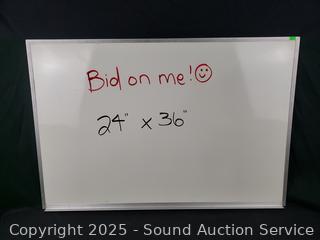 Bid on me! ☺
24" x 36"
Copyright 2025 - Sound Auction Service